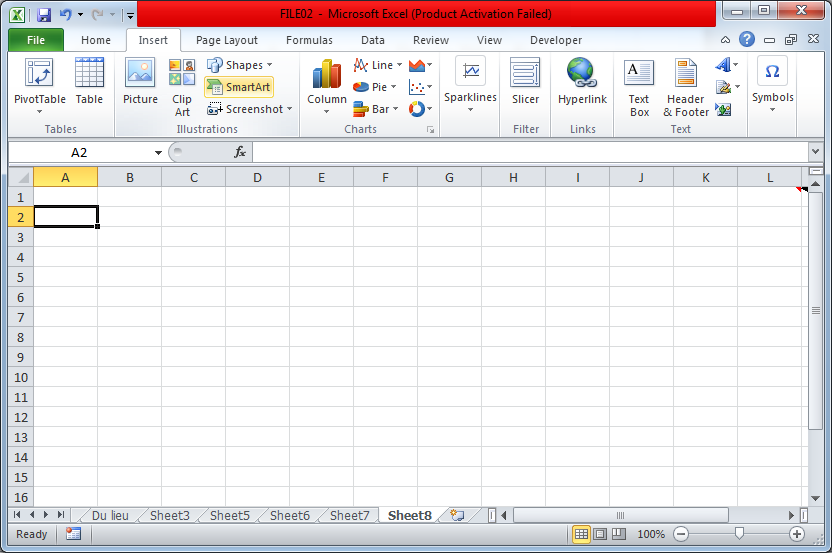 FILE02 - Microsoft Excel (Product Activation Failed)
File Home Insert Page Layout Formulas Data Review View Developer
PivotTable Table Picture Clip Art Shapes SmartArt Screenshot Column Line Pie Bar Sparklines Slicer Hyperlink Text Box Header & Footer Symbols
Tables Illustrations Charts Filter Links Text
A2 fx
A B C D E F G H I J K L
1
2
3
4
5
6
7
8
9
10
11
12
13
14
15
16
Du lieu Sheet3 Sheet5 Sheet6 Sheet7 Sheet8
Ready 100%